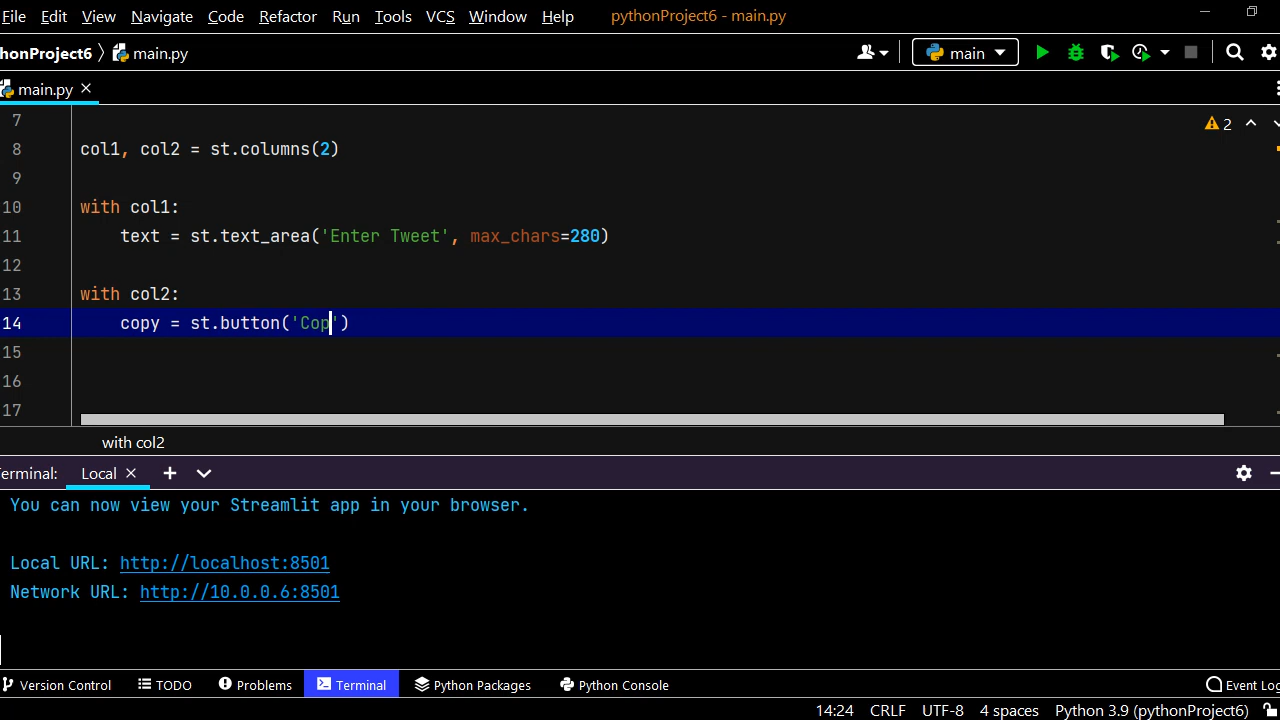 File Edit View Navigate Code Refactor Run Tools VCS Window Help pythonProject6 - main.py
honProject6 main.py main
main.py
7
8 col1, col2 = st.columns(2)
9
10 with col1:
11 text = st.text_area('Enter Tweet', max_chars=280)
12
13 with col2:
14 copy = st.button('Cop')
15
16
17
2
with col2
erminal: Local
You can now view your Streamlit app in your browser.
Local URL: http://localhost:8501
Network URL: http://10.0.0.6:8501
Version Control TODO Problems Terminal Python Packages Python Console Event Log
14:24 CRLF UTF-8 4 spaces Python 3.9 (pythonProject6)